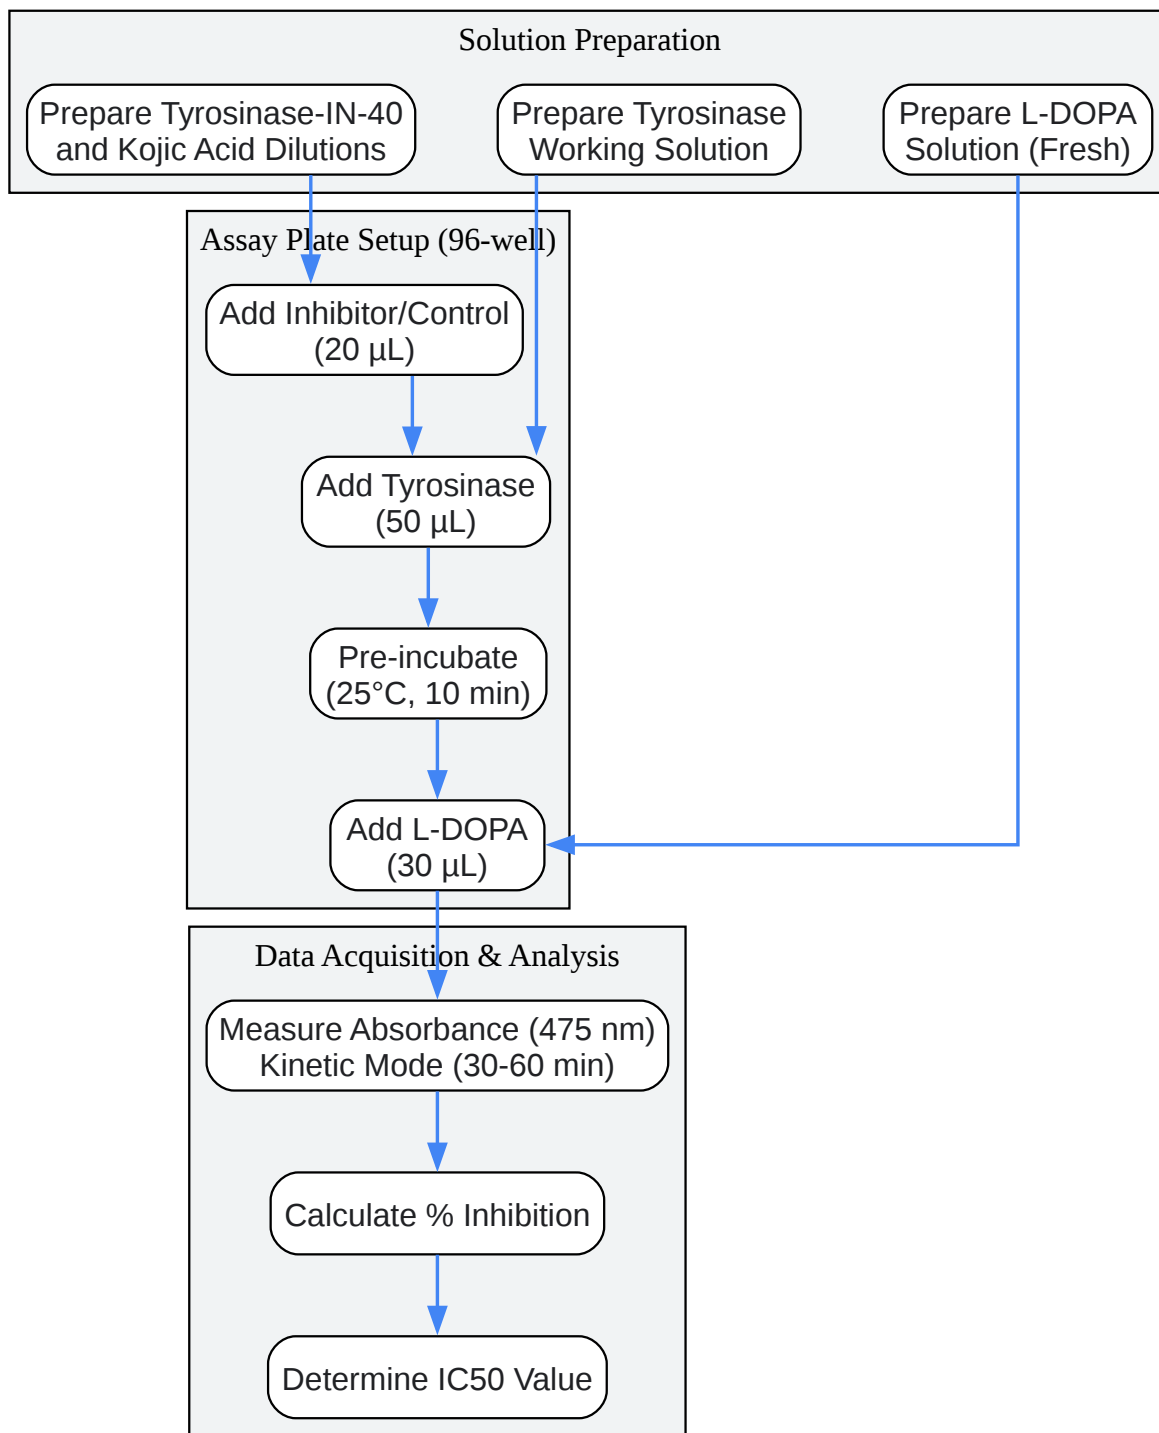 Solution Preparation
Prepare Tyrosinase-IN-40
and Kojic Acid Dilutions
Prepare Tyrosinase
Working Solution
Prepare L-DOPA
Solution (Fresh)
Assay Plate Setup (96-well)
Add Inhibitor/Control
(20 µL)
Add Tyrosinase
(50 µL)
Pre-incubate
(25°C, 10 min)
Add L-DOPA
(30 µL)
Data Acquisition & Analysis
Measure Absorbance (475 nm)
Kinetic Mode (30-60 min)
Calculate % Inhibition
Determine IC50 Value